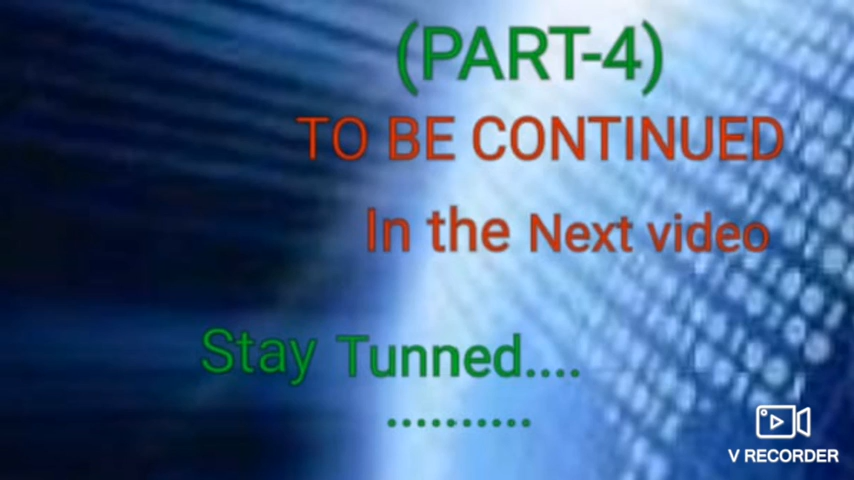 (PART-4)
TO BE CONTINUED
In the Next video
Stay Tunned....
..........
V RECORDER